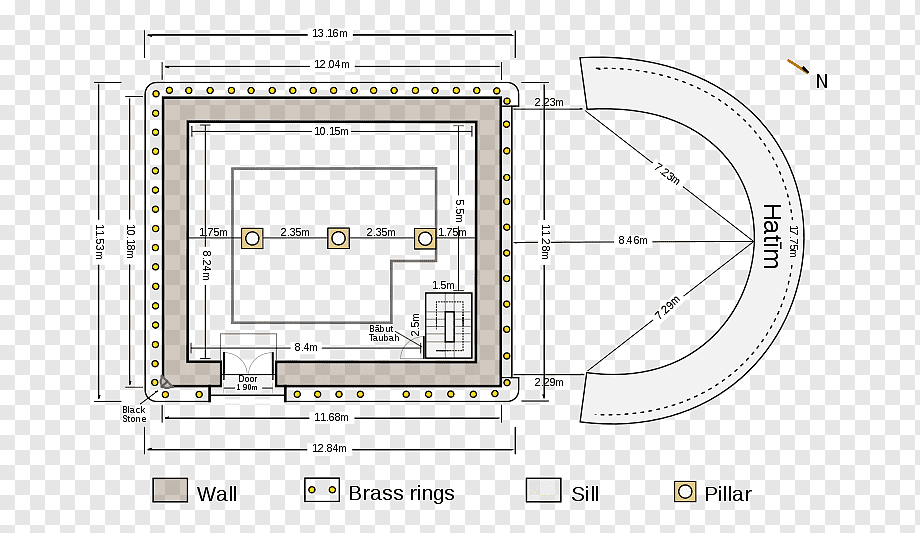 13.16m
12.04m
N
2.23m
10.15m
7.23m
5.5m
1.75m
2.35m
2.35m
1.75m
11.53m
10.18m
8.24m
11.28m
8.46m
Hatīm
17.75m
1.5m
7.29m
2.5m
Bābut
Taubah
8.4m
Door
1.90m
2.29m
Black
Stone
11.68m
12.84m
Wall
Brass rings
Sill
Pillar